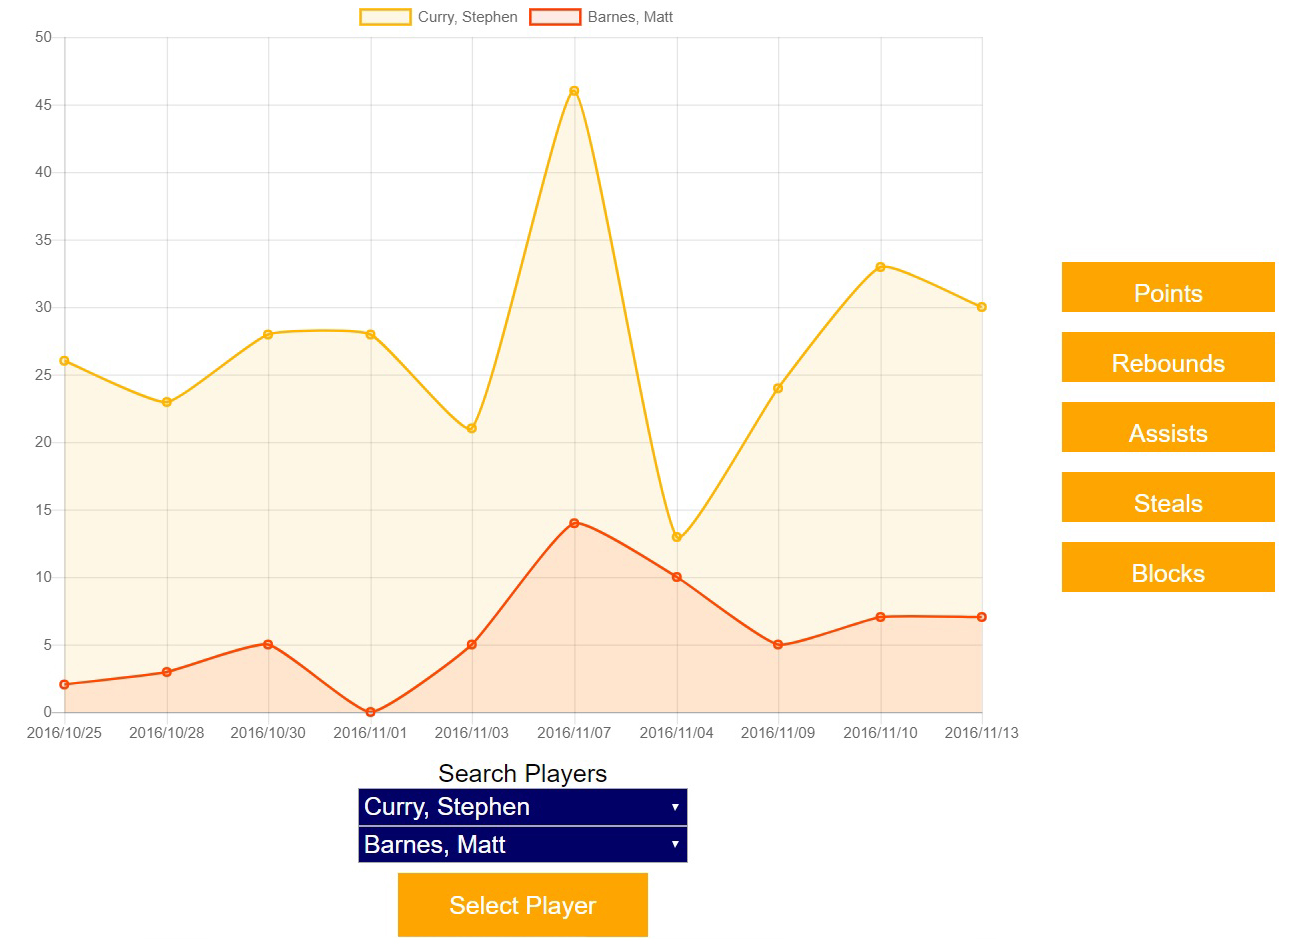 Curry, Stephen Barnes, Matt
50
45
40
35
30
25
20
15
10
5
0
2016/10/25 2016/10/28 2016/10/30 2016/11/01 2016/11/03 2016/11/07 2016/11/04 2016/11/09 2016/11/10 2016/11/13
Points
Rebounds
Assists
Steals
Blocks
Search Players
Curry, Stephen
Barnes, Matt
Select Player